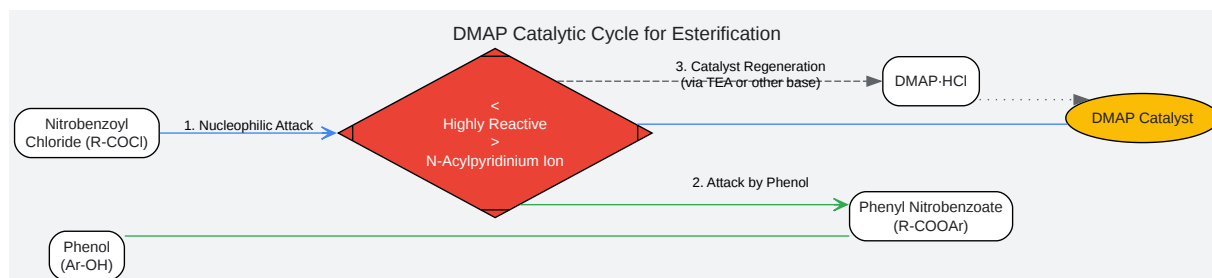 DMAP Catalytic Cycle for Esterification
3. Catalyst Regeneration
(via TEA or other base)
DMAP·HCl
Nitrobenzoyl
Chloride (R-COCl)
1. Nucleophilic Attack
<
Highly Reactive
>
N-Acylpyridinium Ion
DMAP Catalyst
2. Attack by Phenol
Phenyl Nitrobenzoate
(R-COOAr)
Phenol
(Ar-OH)